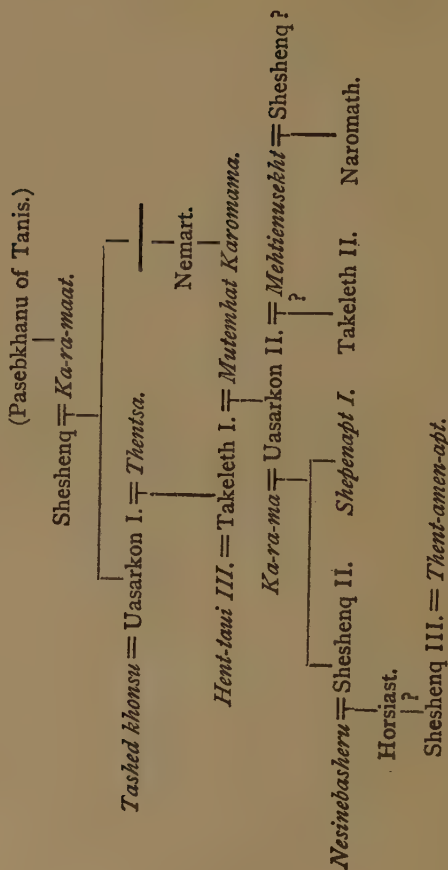 (Pasebkhanu of Tanis.)
Sheshenq = Ka-ra-maat.
Tashed khonsu = Uasarkon I. = Thentsa.
Nemart.
Hent-taui III. = Takeleth I. = Mutemhat Karomama.
Ka-ra-ma = Uasarkon II. = Mehtienusekht = Sheshenq ?
?
Nesinebasheru = Sheshenq II. Shepenapt I. Takeleth II. Naromath.
Horsiast.
?
Sheshenq III. = Thent-amen-apt.